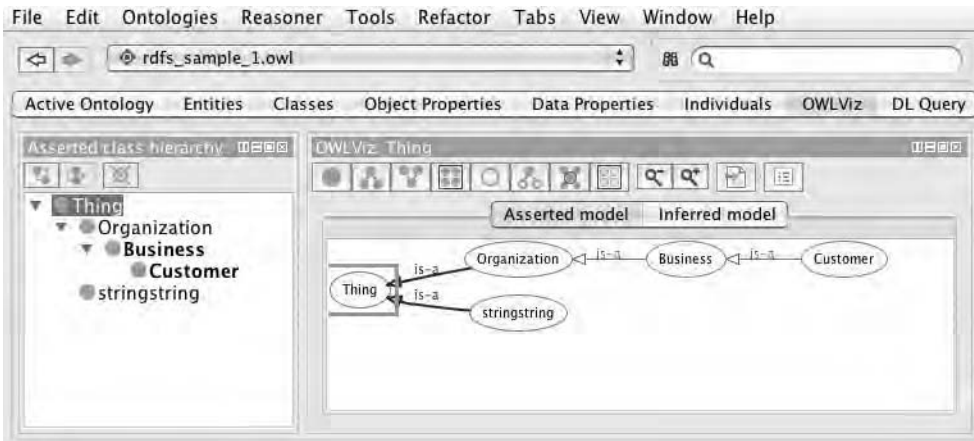 File Edit Ontologies Reasoner Tools Refactor Tabs View Window Help
rdfs_sample_1.owl
Active Ontology Entities Classes Object Properties Data Properties Individuals OWLViz DL Query
Asserted class hierarchy:
OWLViz: Thing
Thing
Organization
Business
Customer
stringstring
Asserted model Inferred model
Organization is-a Business is-a Customer
is-a
Thing
is-a
stringstring